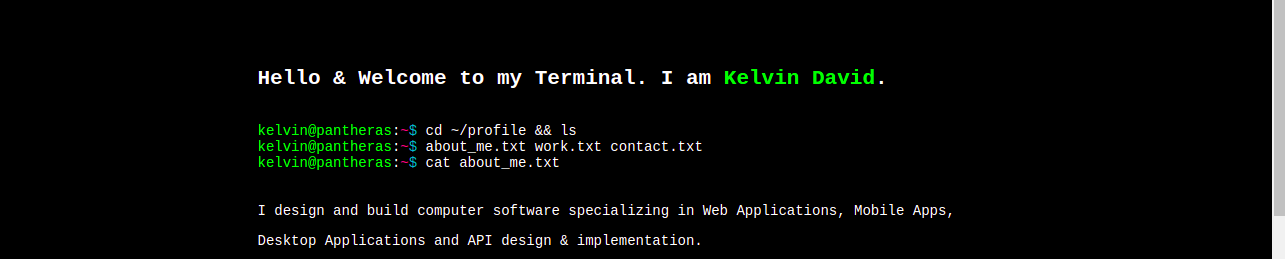 Hello & Welcome to my Terminal. I am Kelvin David.
kelvin@pantheras:~$ cd ~/profile && ls
kelvin@pantheras:~$ about_me.txt work.txt contact.txt
kelvin@pantheras:~$ cat about_me.txt
I design and build computer software specializing in Web Applications, Mobile Apps,
Desktop Applications and API design & implementation.